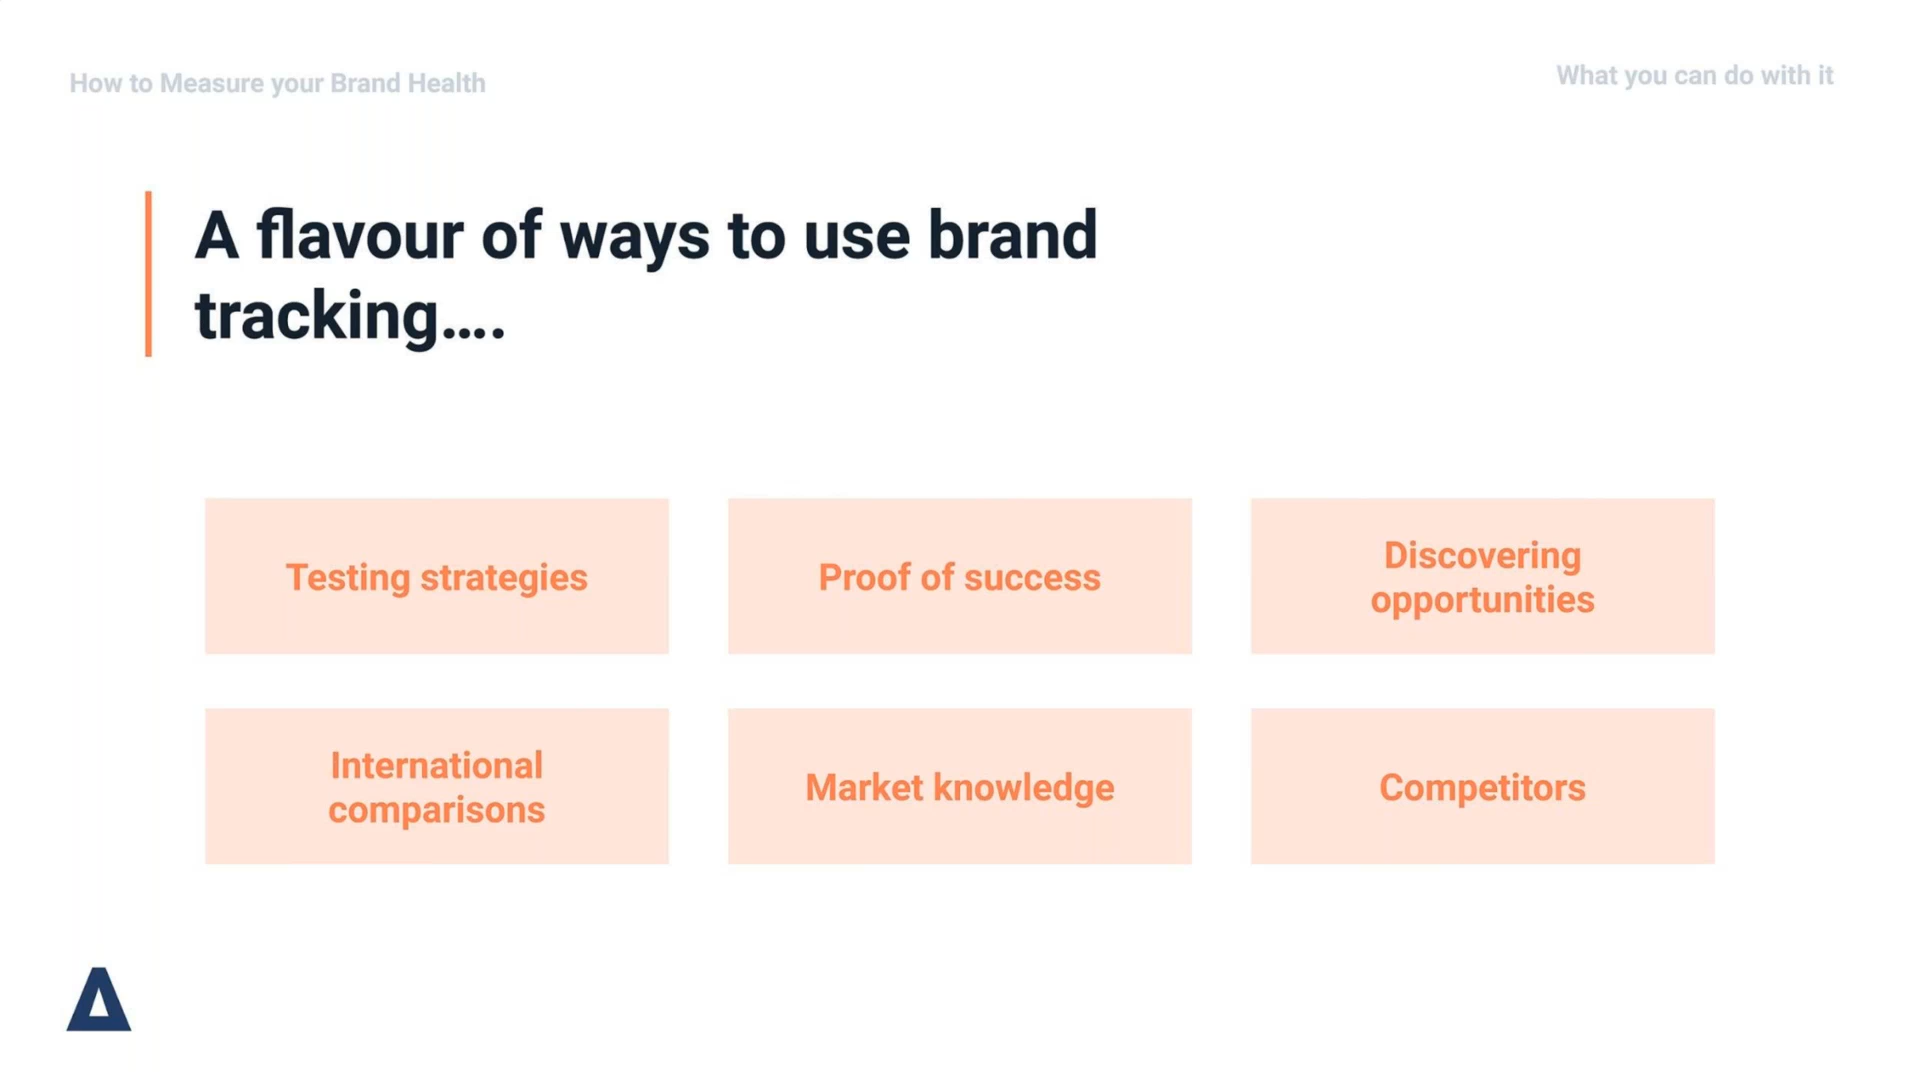 How to Measure your Brand Health
What you can do with it
A flavour of ways to use brand
tracking....
Testing strategies
Proof of success
Discovering
opportunities
International
comparisons
Market knowledge
Competitors